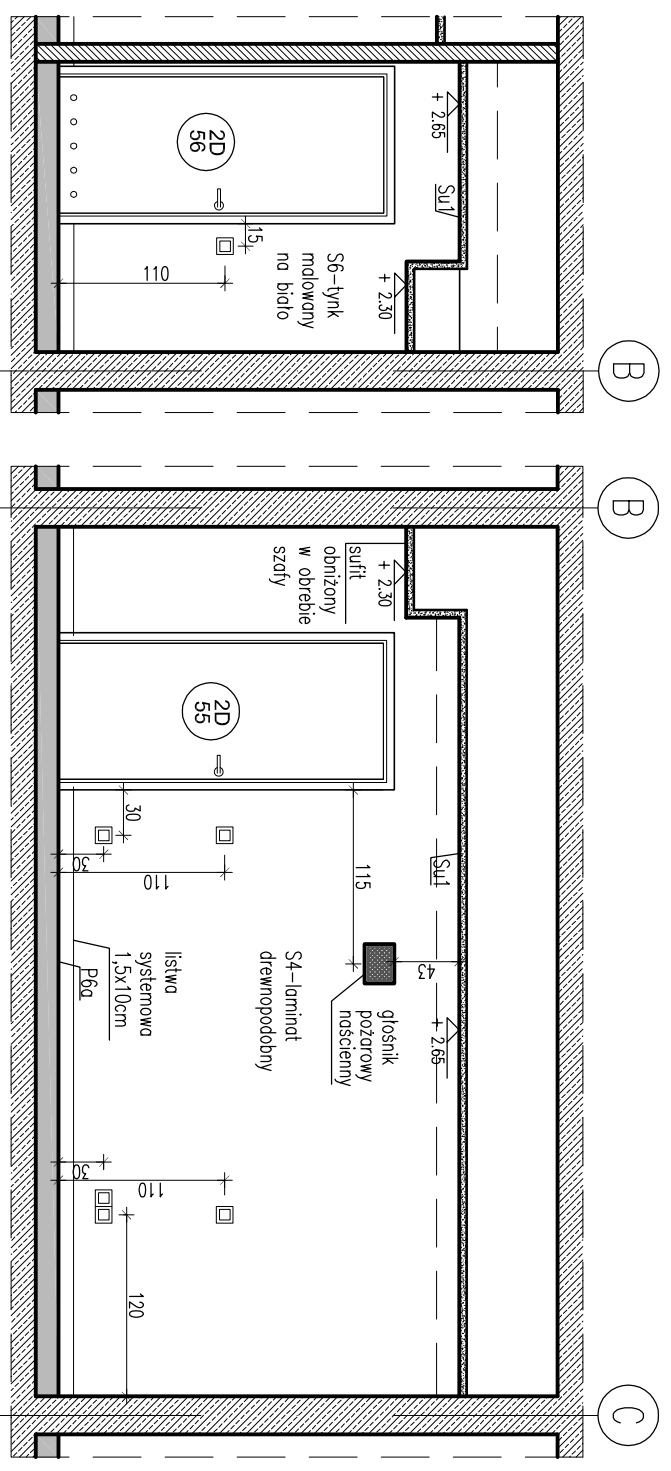 B
+ 2.65
Su1
2D
56
15
110
S6-tynk
malowany
na biało
+ 2.30
B
+ 2.30
sufit
obniżony
w obrebie
szafy
2D
55
30
30
110
115
Su1
43
+ 2.65
głośnik
pożarowy
naścienny
S4-laminat
drewnopodobny
listwa
systemowa
1,5x10cm
P6a
30
110
120
C